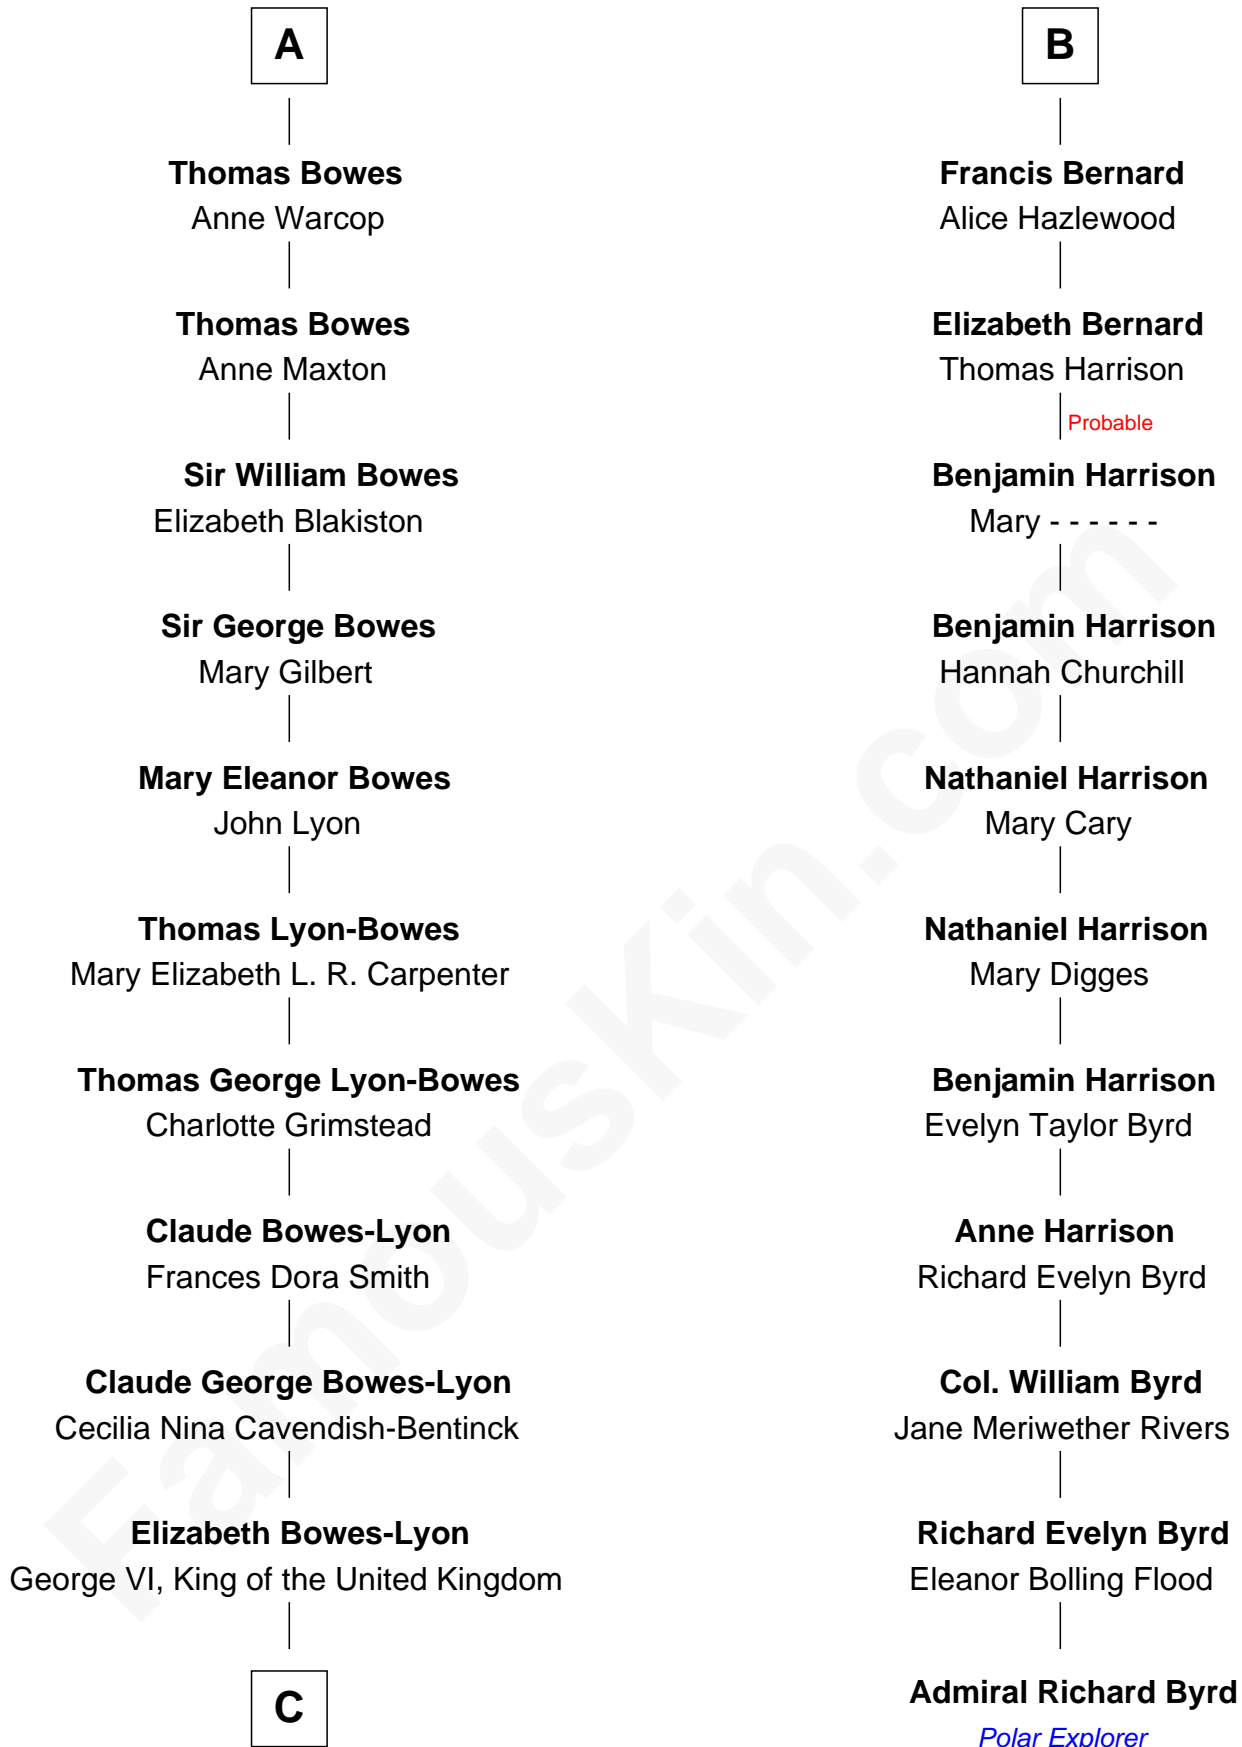 A
Thomas Bowes
Anne Warcop
Thomas Bowes
Anne Maxton
Sir William Bowes
Elizabeth Blakiston
Sir George Bowes
Mary Gilbert
Mary Eleanor Bowes
John Lyon
Thomas Lyon-Bowes
Mary Elizabeth L. R. Carpenter
Thomas George Lyon-Bowes
Charlotte Grimstead
Claude Bowes-Lyon
Frances Dora Smith
Claude George Bowes-Lyon
Cecilia Nina Cavendish-Bentinck
Elizabeth Bowes-Lyon
George VI, King of the United Kingdom
C
B
Francis Bernard
Alice Hazlewood
Elizabeth Bernard
Thomas Harrison
Probable
Benjamin Harrison
Mary - - - - - -
Benjamin Harrison
Hannah Churchill
Nathaniel Harrison
Mary Cary
Nathaniel Harrison
Mary Digges
Benjamin Harrison
Evelyn Taylor Byrd
Anne Harrison
Richard Evelyn Byrd
Col. William Byrd
Jane Meriwether Rivers
Richard Evelyn Byrd
Eleanor Bolling Flood
Admiral Richard Byrd
Polar Explorer
FamousKin.com